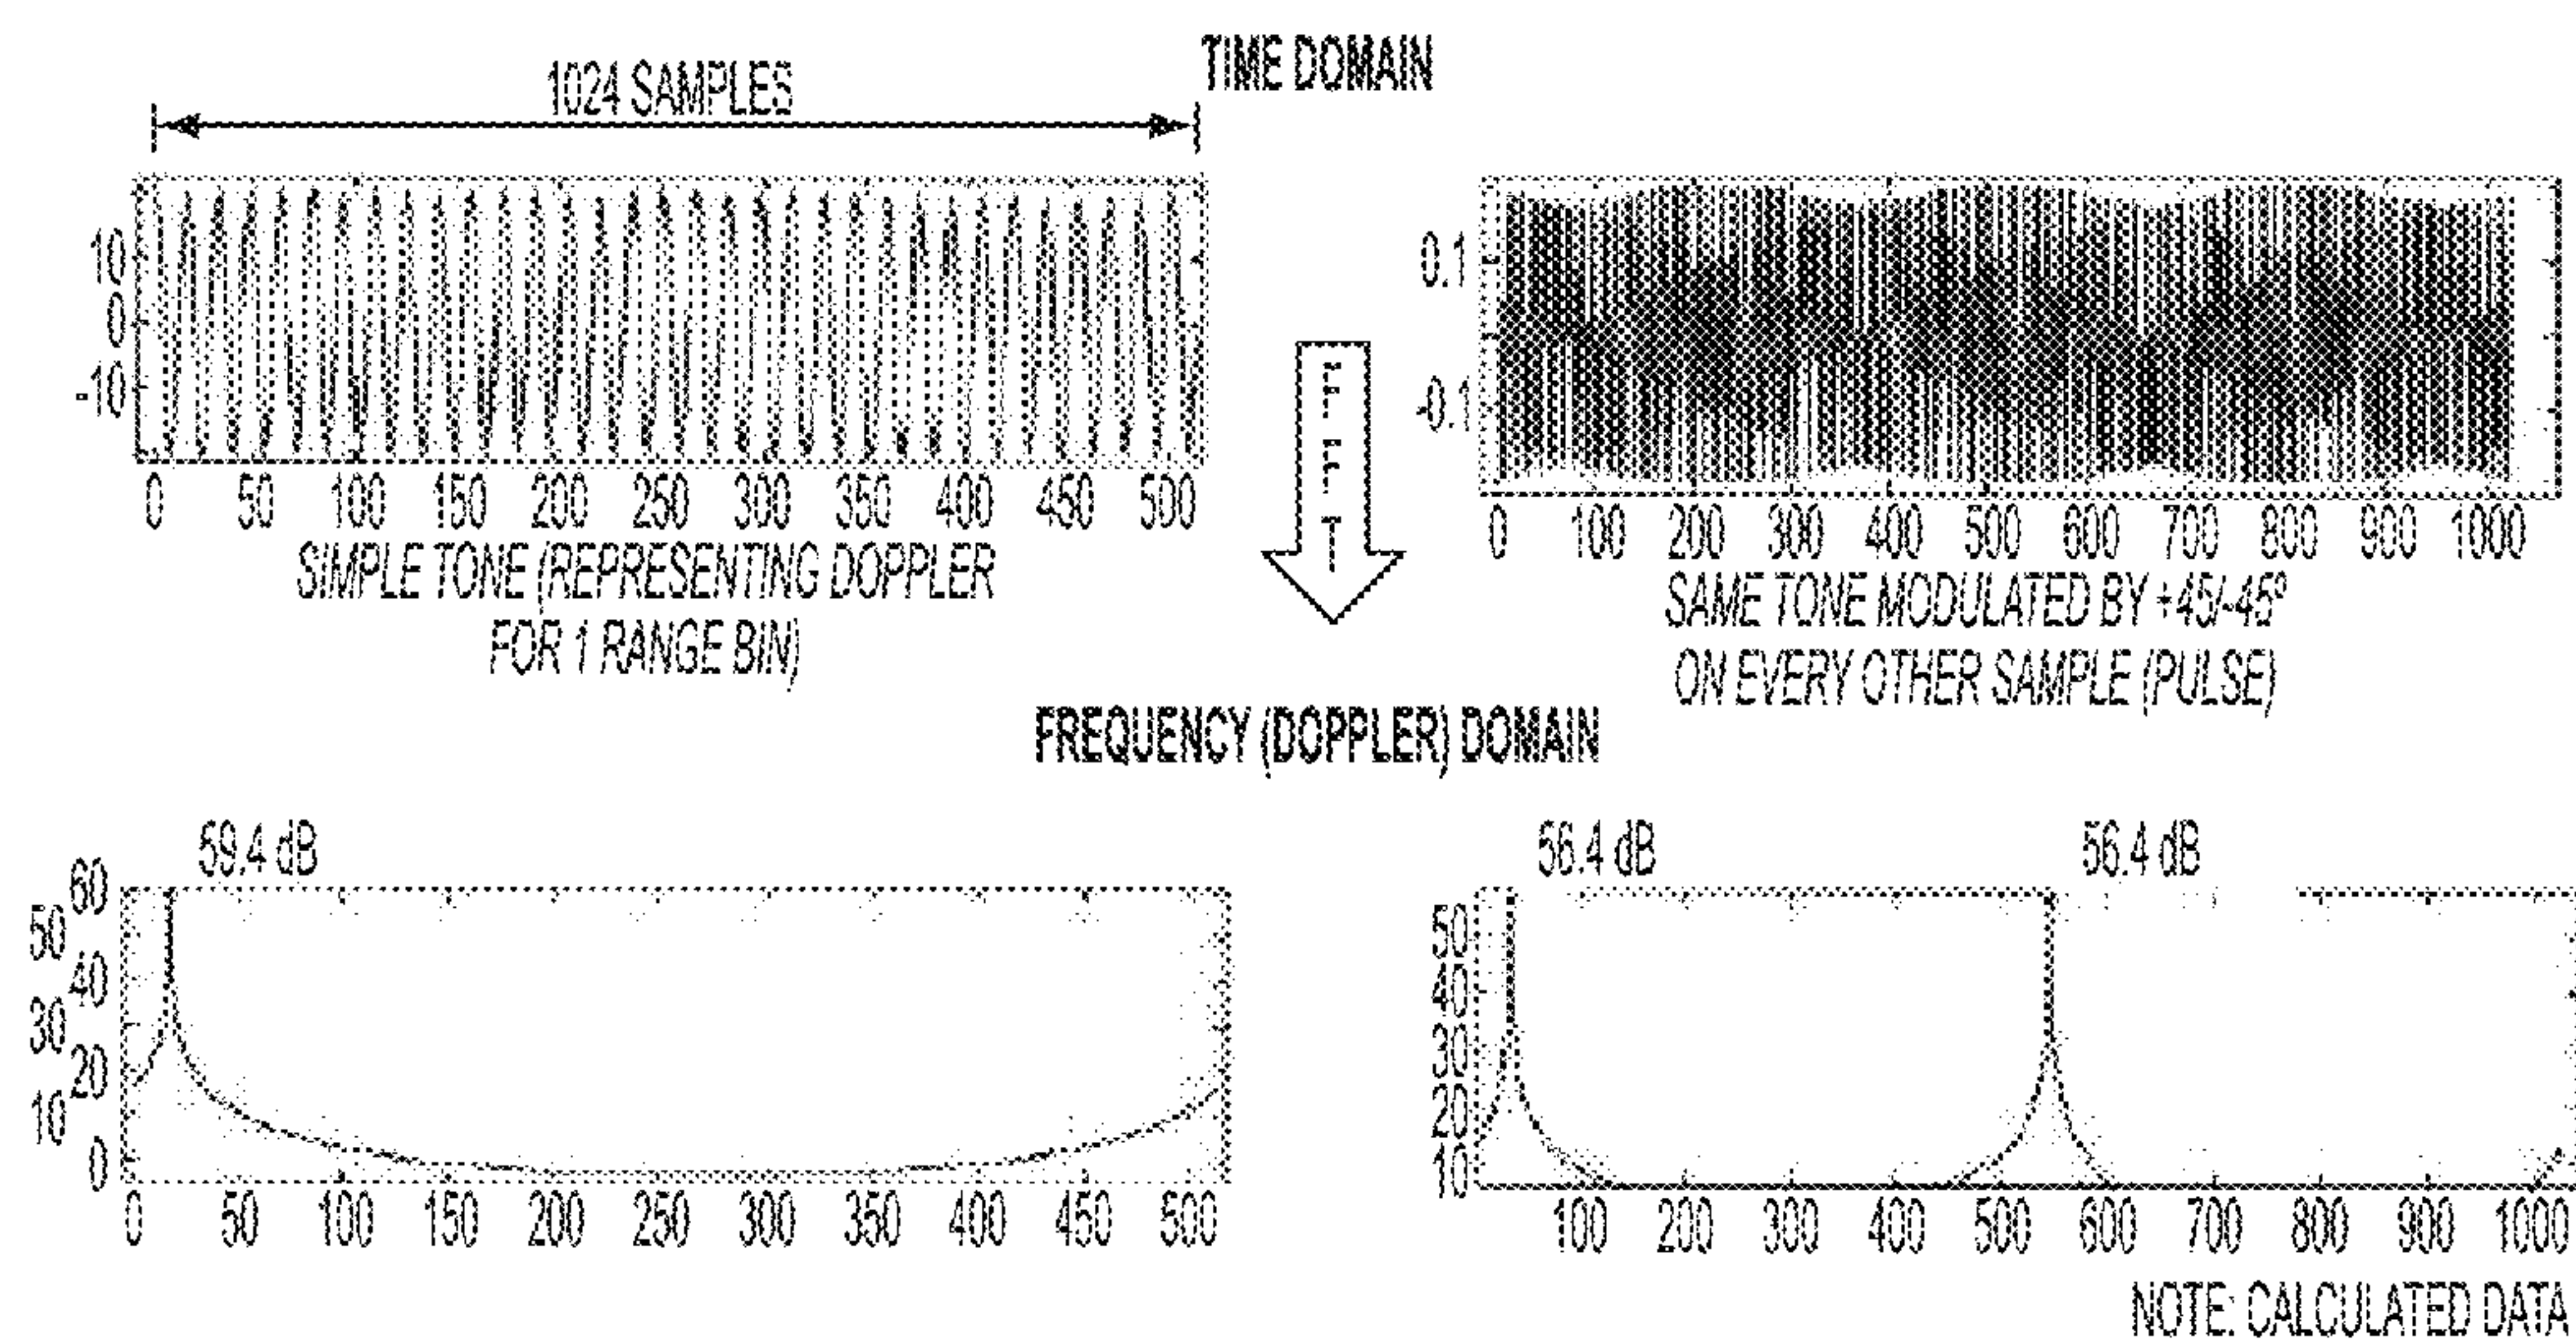 TIME DOMAIN
1024 SAMPLES
10
0
-10
0 50 100 150 200 250 300 350 400 450 500
SIMPLE TONE (REPRESENTING DOPPLER
FOR 1 RANGE BIN)
F.F.T
0.1
-0.1
0 100 200 300 400 500 600 700 800 900 1000
SAME TONE MODULATED BY +45/-45º
ON EVERY OTHER SAMPLE (PULSE)
FREQUENCY (DOPPLER) DOMAIN
59.4 dB
60
50
40
30
20
10
0
0 50 100 150 200 250 300 350 400 450 500
56.4 dB 56.4 dB
50
40
30
20
10
100 200 300 400 500 600 700 800 900 1000
NOTE: CALCULATED DATA